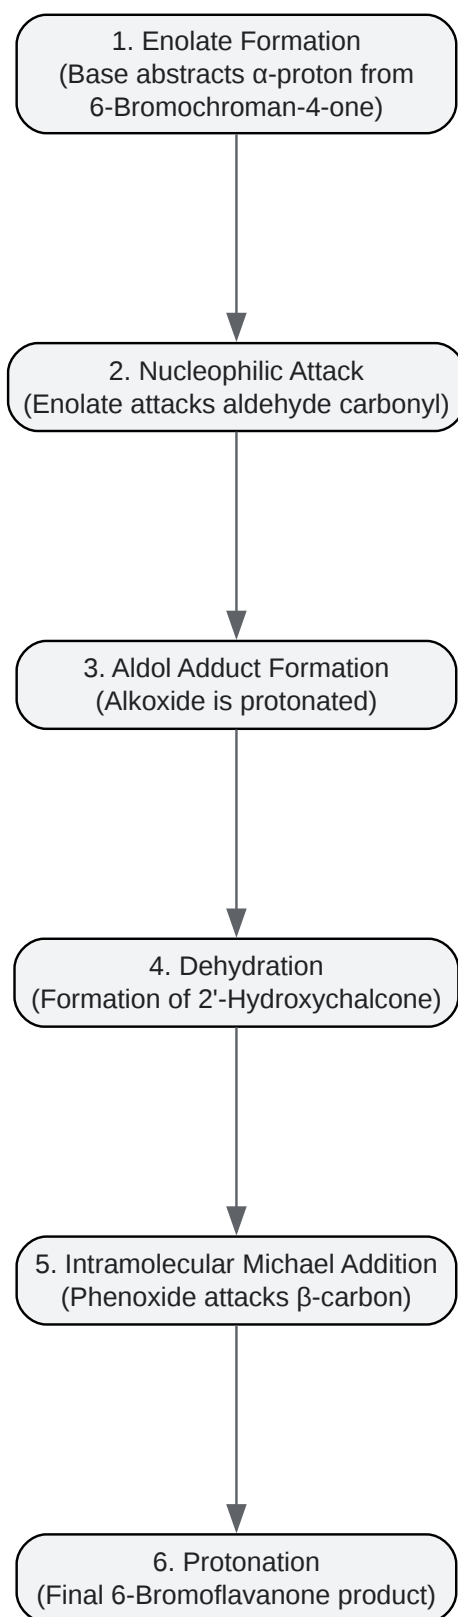 1. Enolate Formation
(Base abstracts α-proton from
6-Bromochroman-4-one)
2. Nucleophilic Attack
(Enolate attacks aldehyde carbonyl)
3. Aldol Adduct Formation
(Alkoxide is protonated)
4. Dehydration
(Formation of 2'-Hydroxychalcone)
5. Intramolecular Michael Addition
(Phenoxide attacks β-carbon)
6. Protonation
(Final 6-Bromoflavanone product)